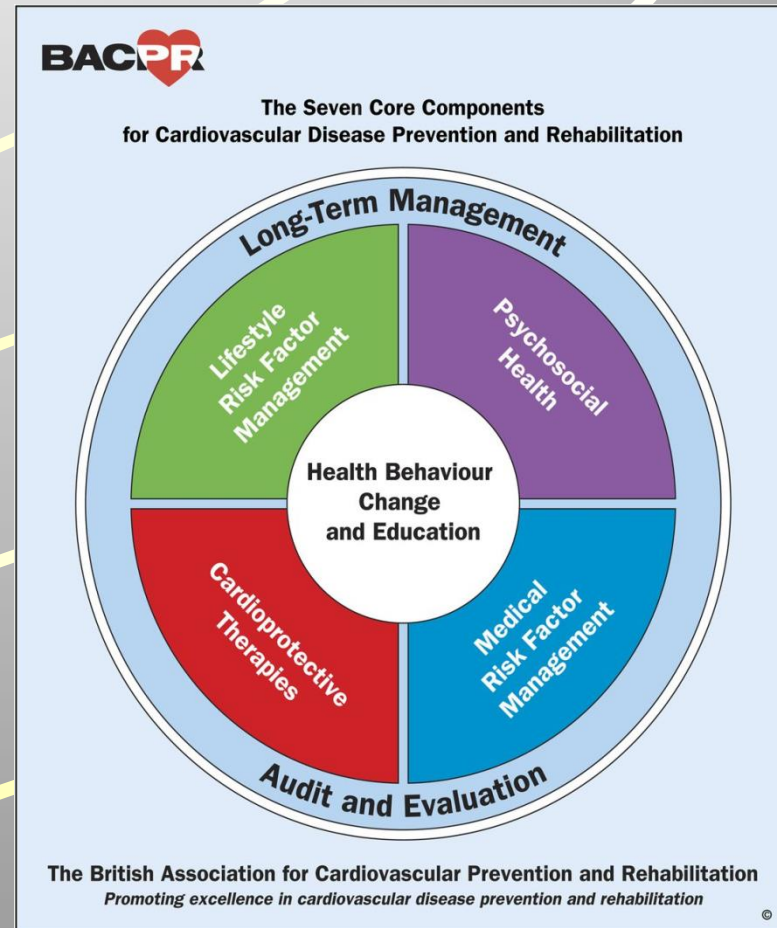 BACPR
The Seven Core Components
for Cardiovascular Disease Prevention and Rehabilitation
Long-Term Management
Lifestyle
Risk Factor
Management
Psychosocial
Health
Health Behaviour
Change
and Education
Cardioprotective
Therapies
Medical
Risk Factor
Management
Audit and Evaluation
The British Association for Cardiovascular Prevention and Rehabilitation
Promoting excellence in cardiovascular disease prevention and rehabilitation
©